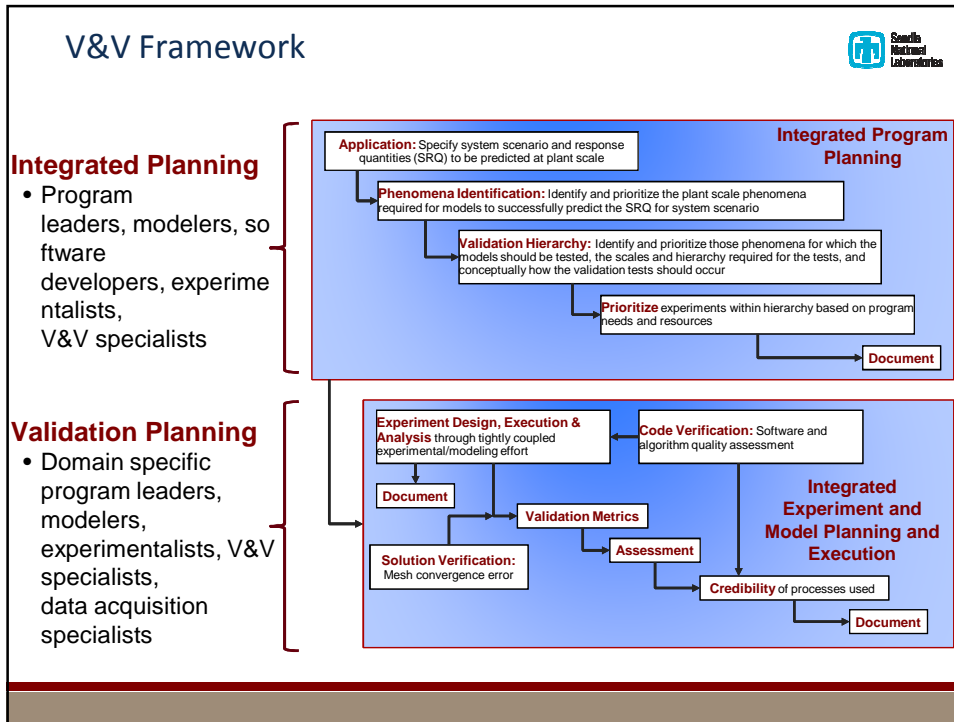 V&V Framework
Sandia
National
Laboratories
Integrated Planning
• Program
leaders, modelers, so
ftware
developers, experime
ntalists,
V&V specialists
Integrated Program
Planning
Application: Specify system scenario and response
quantities (SRQ) to be predicted at plant scale
Phenomena Identification: Identify and prioritize the plant scale phenomena
required for models to successfully predict the SRQ for system scenario
Validation Hierarchy: Identify and prioritize those phenomena for which the
models should be tested, the scales and hierarchy required for the tests, and
conceptually how the validation tests should occur
Prioritize experiments within hierarchy based on program
needs and resources
Document
Validation Planning
• Domain specific
program leaders,
modelers,
experimentalists, V&V
specialists,
data acquisition
specialists
Experiment Design, Execution &
Analysis through tightly coupled
experimental/modeling effort
Code Verification: Software and
algorithm quality assessment
Document
Integrated
Experiment and
Model Planning and
Execution
Validation Metrics
Solution Verification:
Mesh convergence error
Assessment
Credibility of processes used
Document